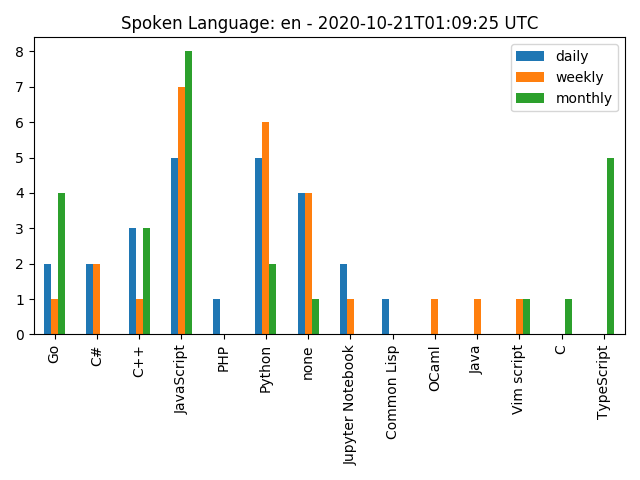 Spoken Language: en - 2020-10-21T01:09:25 UTC
daily
weekly
monthly
8
7
6
5
4
3
2
1
0
Go
C#
C++
JavaScript
PHP
Python
none
Jupyter Notebook
Common Lisp
OCaml
Java
Vim script
C
TypeScript